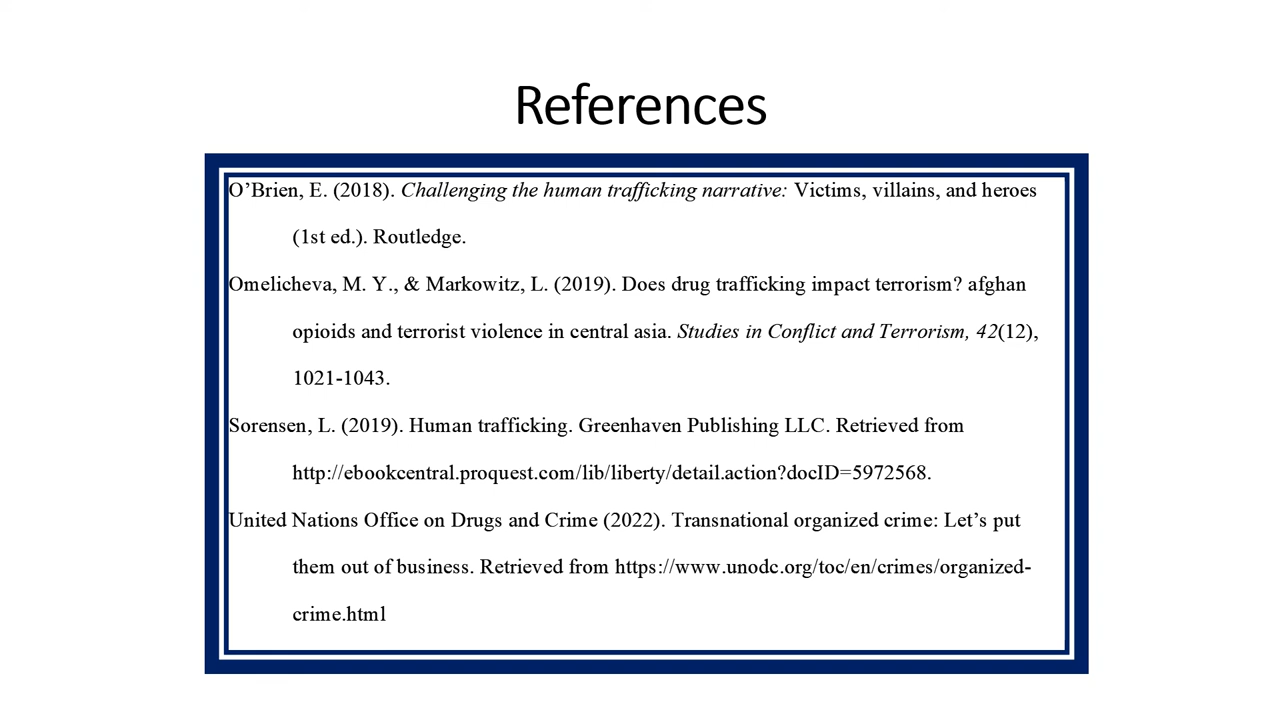 References
O’Brien, E. (2018). Challenging the human trafficking narrative: Victims, villains, and heroes
(1st ed.). Routledge.
Omelicheva, M. Y., & Markowitz, L. (2019). Does drug trafficking impact terrorism? afghan
opioids and terrorist violence in central asia. Studies in Conflict and Terrorism, 42(12),
1021-1043.
Sorensen, L. (2019). Human trafficking. Greenhaven Publishing LLC. Retrieved from
http://ebookcentral.proquest.com/lib/liberty/detail.action?docID=5972568.
United Nations Office on Drugs and Crime (2022). Transnational organized crime: Let’s put
them out of business. Retrieved from https://www.unodc.org/toc/en/crimes/organized-
crime.html